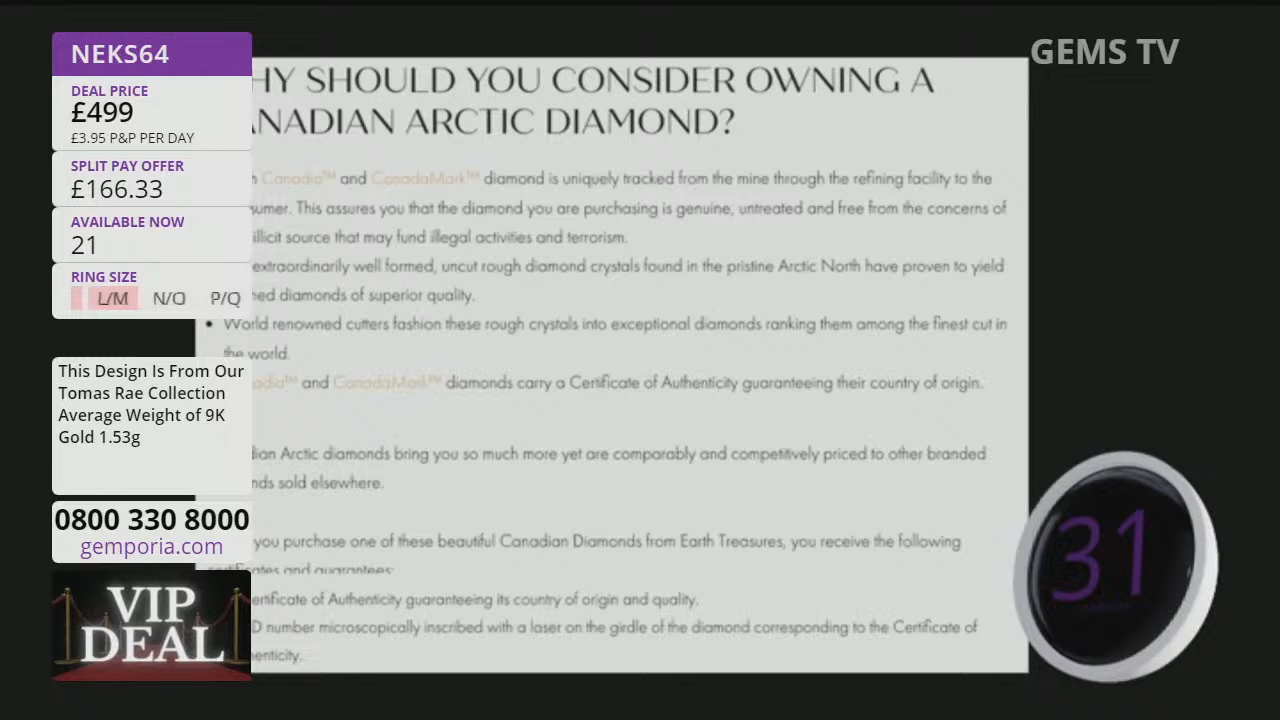 NEKS64
DEAL PRICE
£499
£3.95 P&P PER DAY
SPLIT PAY OFFER
£166.33
AVAILABLE NOW
21
RING SIZE
L/M N/O P/Q
This Design Is From Our
Tomas Rae Collection
Average Weight of 9K
Gold 1.53g
0800 330 8000
gemporia.com
VIP
DEAL
GEMS TV
HY SHOULD YOU CONSIDER OWNING A
ANADIAN ARCTIC DIAMOND?
h Canadia™ and CanadaMark™ diamond is uniquely tracked from the mine through the refining facility to the
sumer. This assures you that the diamond you are purchasing is genuine, untreated and free from the concerns of
illicit source that may fund illegal activities and terrorism.
extraordinarily well formed, uncut rough diamond crystals found in the pristine Arctic North have proven to yield
ned diamonds of superior quality.
• World renowned cutters fashion these rough crystals into exceptional diamonds ranking them among the finest cut in
the world.
adia™ and CanadaMark™ diamonds carry a Certificate of Authenticity guaranteeing their country of origin.
dian Arctic diamonds bring you so much more yet are comparably and competitively priced to other branded
nds sold elsewhere.
you purchase one of these beautiful Canadian Diamonds from Earth Treasures, you receive the following
certificates and guarantees:
ertificate of Authenticity guaranteeing its country of origin and quality.
D number microscopically inscribed with a laser on the girdle of the diamond corresponding to the Certificate of
henticity.
31